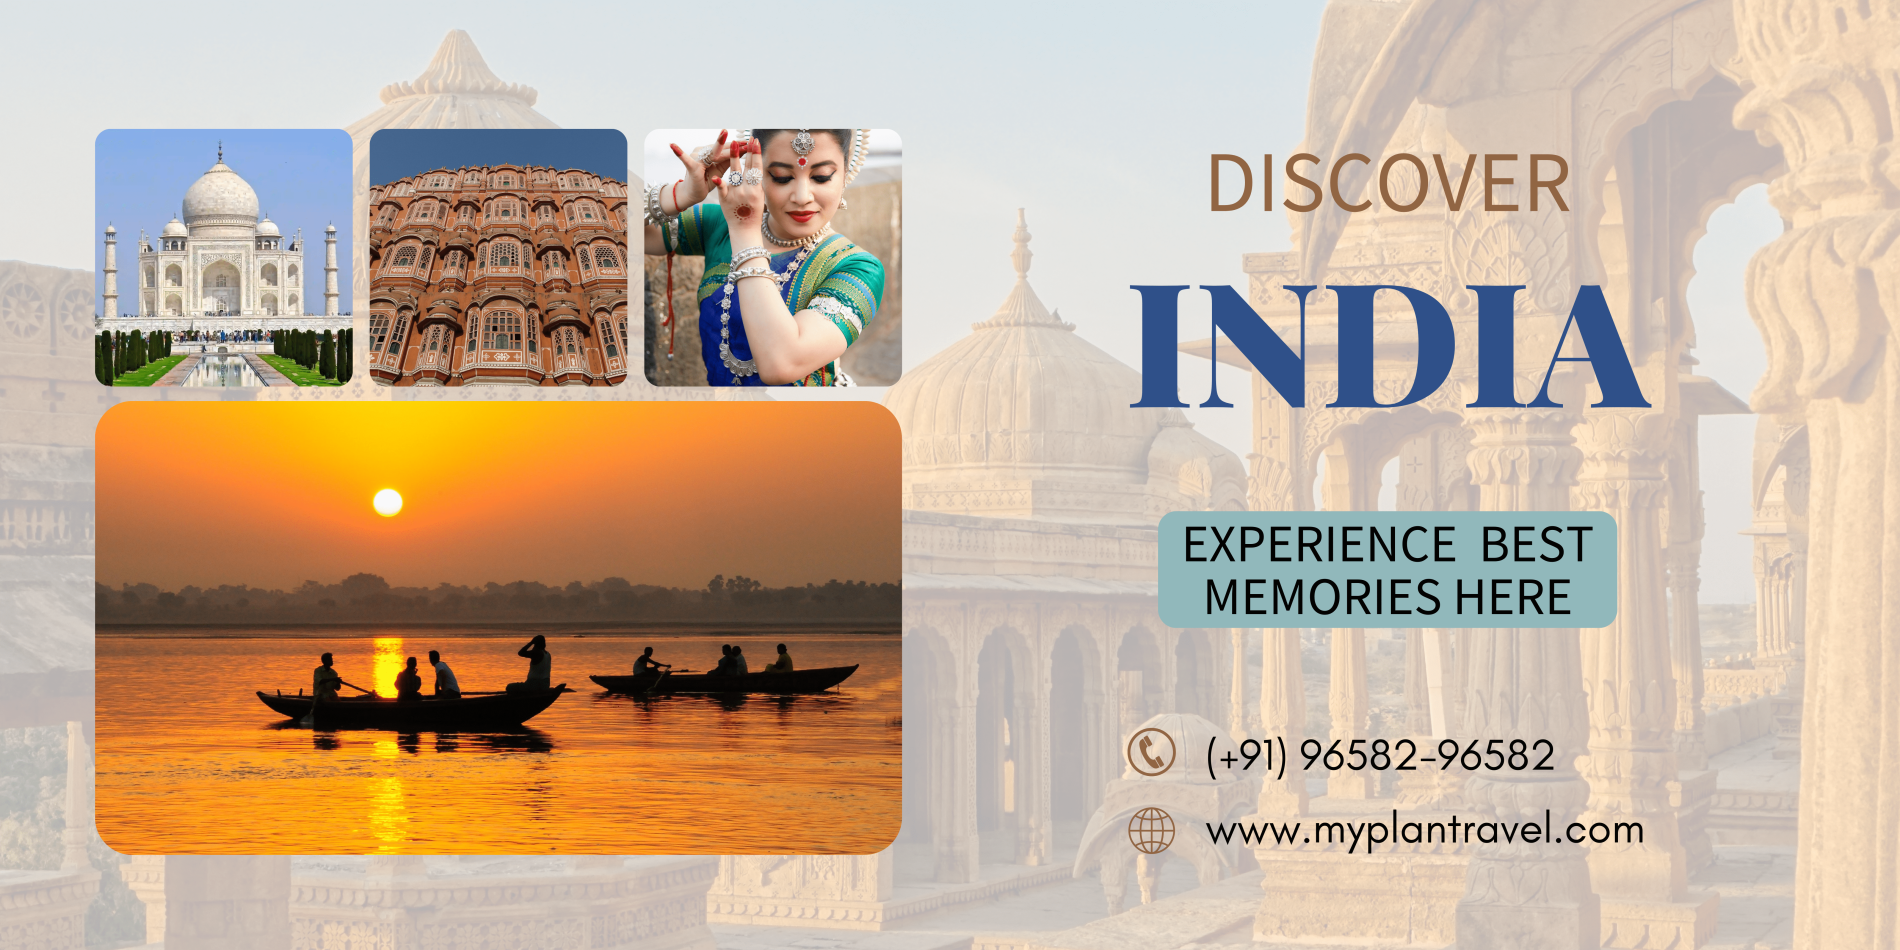 DISCOVER
INDIA
EXPERIENCE BEST
MEMORIES HERE
(+91) 96582-96582
www.myplantravel.com